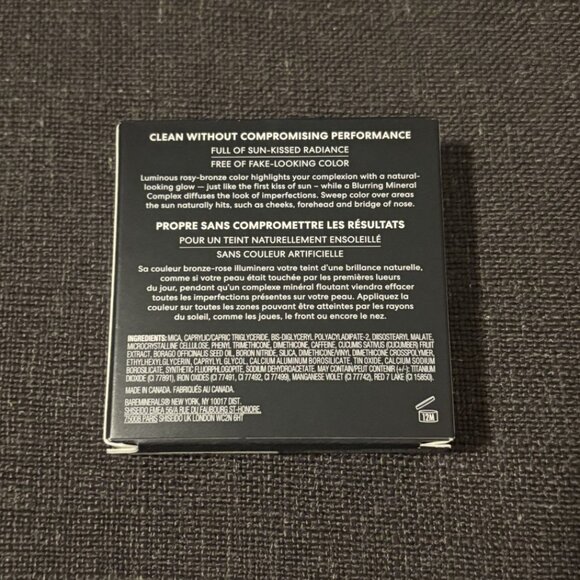 CLEAN WITHOUT COMPROMISING PERFORMANCE
FULL OF SUN-KISSED RADIANCE
FREE OF FAKE-LOOKING COLOR
Luminous rosy-bronze color highlights your complexion with a natural-
looking glow — just like the first kiss of sun – while a Blurring Mineral
Complex diffuses the look of imperfections. Sweep color over areas
the sun naturally hits, such as cheeks, forehead and bridge of nose.
PROPRE SANS COMPROMETTRE LES RÉSULTATS
POUR UN TEINT NATURELLEMENT ENSOLEILLÉ
SANS COULEUR ARTIFICIELLE
Sa couleur bronze-rose illuminera votre teint d'une brillance naturelle,
comme si votre peau était touchée par les premières lueurs
du jour, pendant qu'un complexe minéral floutant viendra effacer
toutes les imperfections présentes sur votre peau. Appliquez la
couleur sur toutes les zones pouvant être atteintes par les rayons
du soleil, comme les joues, le front ou encore le nez.
INGREDIENTS: MICA, CAPRYLIC/CAPRIC TRIGLYCERIDE, BIS-DIGLYCERYL POLYACYLADIPATE-2, DIISOSTEARYL MALATE,
MICROCRYSTALLINE CELLULOSE, PHENYL TRIMETHICONE, DIMETHICONE, CAFFEINE, CUCUMIS SATIVUS (CUCUMBER) FRUIT
EXTRACT, BORAGO OFFICINALIS SEED OIL, BORON NITRIDE, SILICA, DIMETHICONE/VINYL DIMETHICONE CROSSPOLYMER,
ETHYLHEXYLGLYCERIN, CAPRYLYL GLYCOL, CALCIUM ALUMINUM BOROSILICATE, TIN OXIDE, CALCIUM SODIUM
BOROSILICATE, SYNTHETIC FLUORPHLOGOPITE, SODIUM DEHYDROACETATE. MAY CONTAIN/PEUT CONTENIR (+/-): TITANIUM
DIOXIDE (CI 77891), IRON OXIDES (CI 77491, CI 77492, CI 77499), MANGANESE VIOLET (CI 77742), RED 7 LAKE (CI 15850).
MADE IN CANADA. FABRIQUÉS AU CANADA.
BAREMINERALS® NEW YORK, NY 10017 DIST.
SHISEIDO EMEA 56/A RUE DU FAUBOURG ST-HONORE,
75008 PARIS SHISEIDO UK LONDON WC2N 6HT
12M